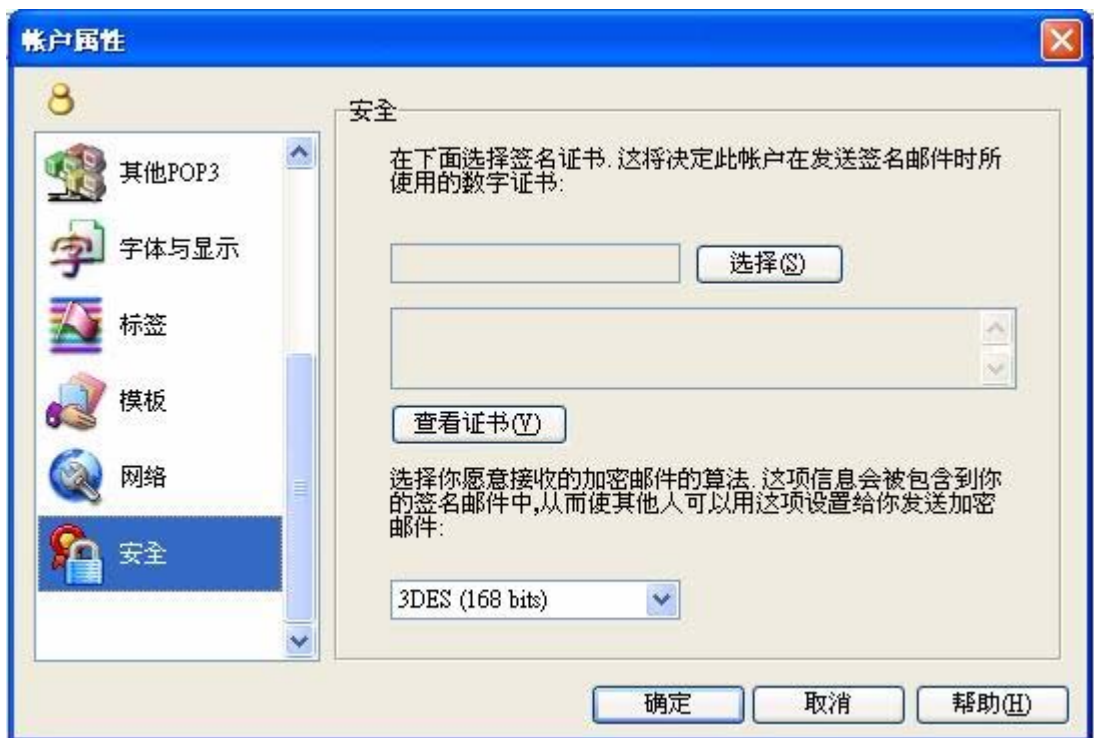 帐户属性
其他POP3
字体与显示
标签
模板
网络
安全
安全
在下面选择签名证书. 这将决定此帐户在发送签名邮件时所
使用的数字证书:
选择(S)
查看证书(V)
选择你愿意接收的加密邮件的算法. 这项信息会被包含到你
的签名邮件中,从而使其他人可以用这项设置给你发送加密
邮件:
3DES (168 bits)
确定
取消
帮助(H)